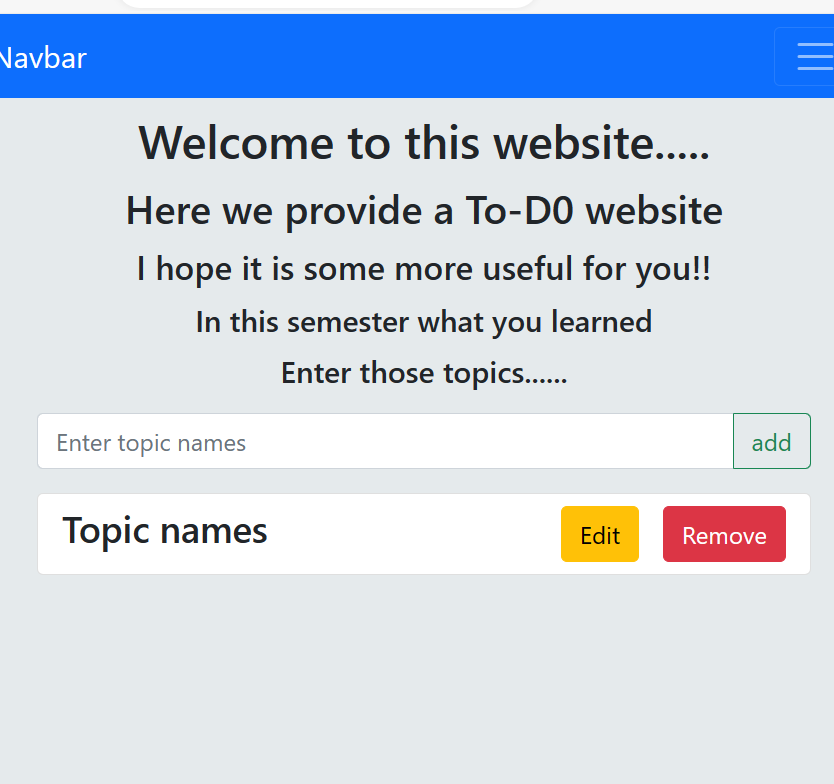 Navbar
Welcome to this website.....
Here we provide a To-D0 website
I hope it is some more useful for you!!
In this semester what you learned
Enter those topics......
Enter topic names
add
Topic names
Edit
Remove